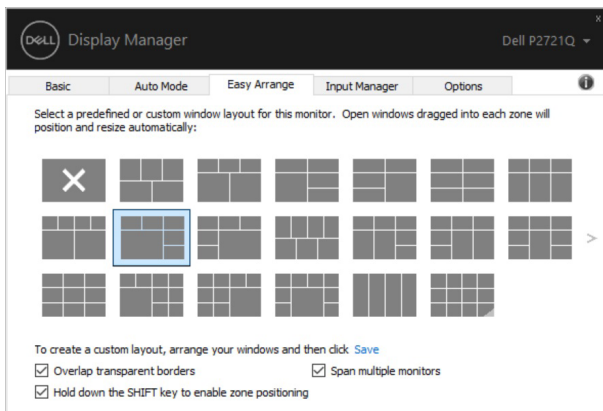 x
DELL Display Manager
Dell P2721Q
Basic Auto Mode Easy Arrange Input Manager Options i
Select a predefined or custom window layout for this monitor. Open windows dragged into each zone will
position and resize automatically:
>
To create a custom layout, arrange your windows and then click Save
Overlap transparent borders Span multiple monitors
Hold down the SHIFT key to enable zone positioning